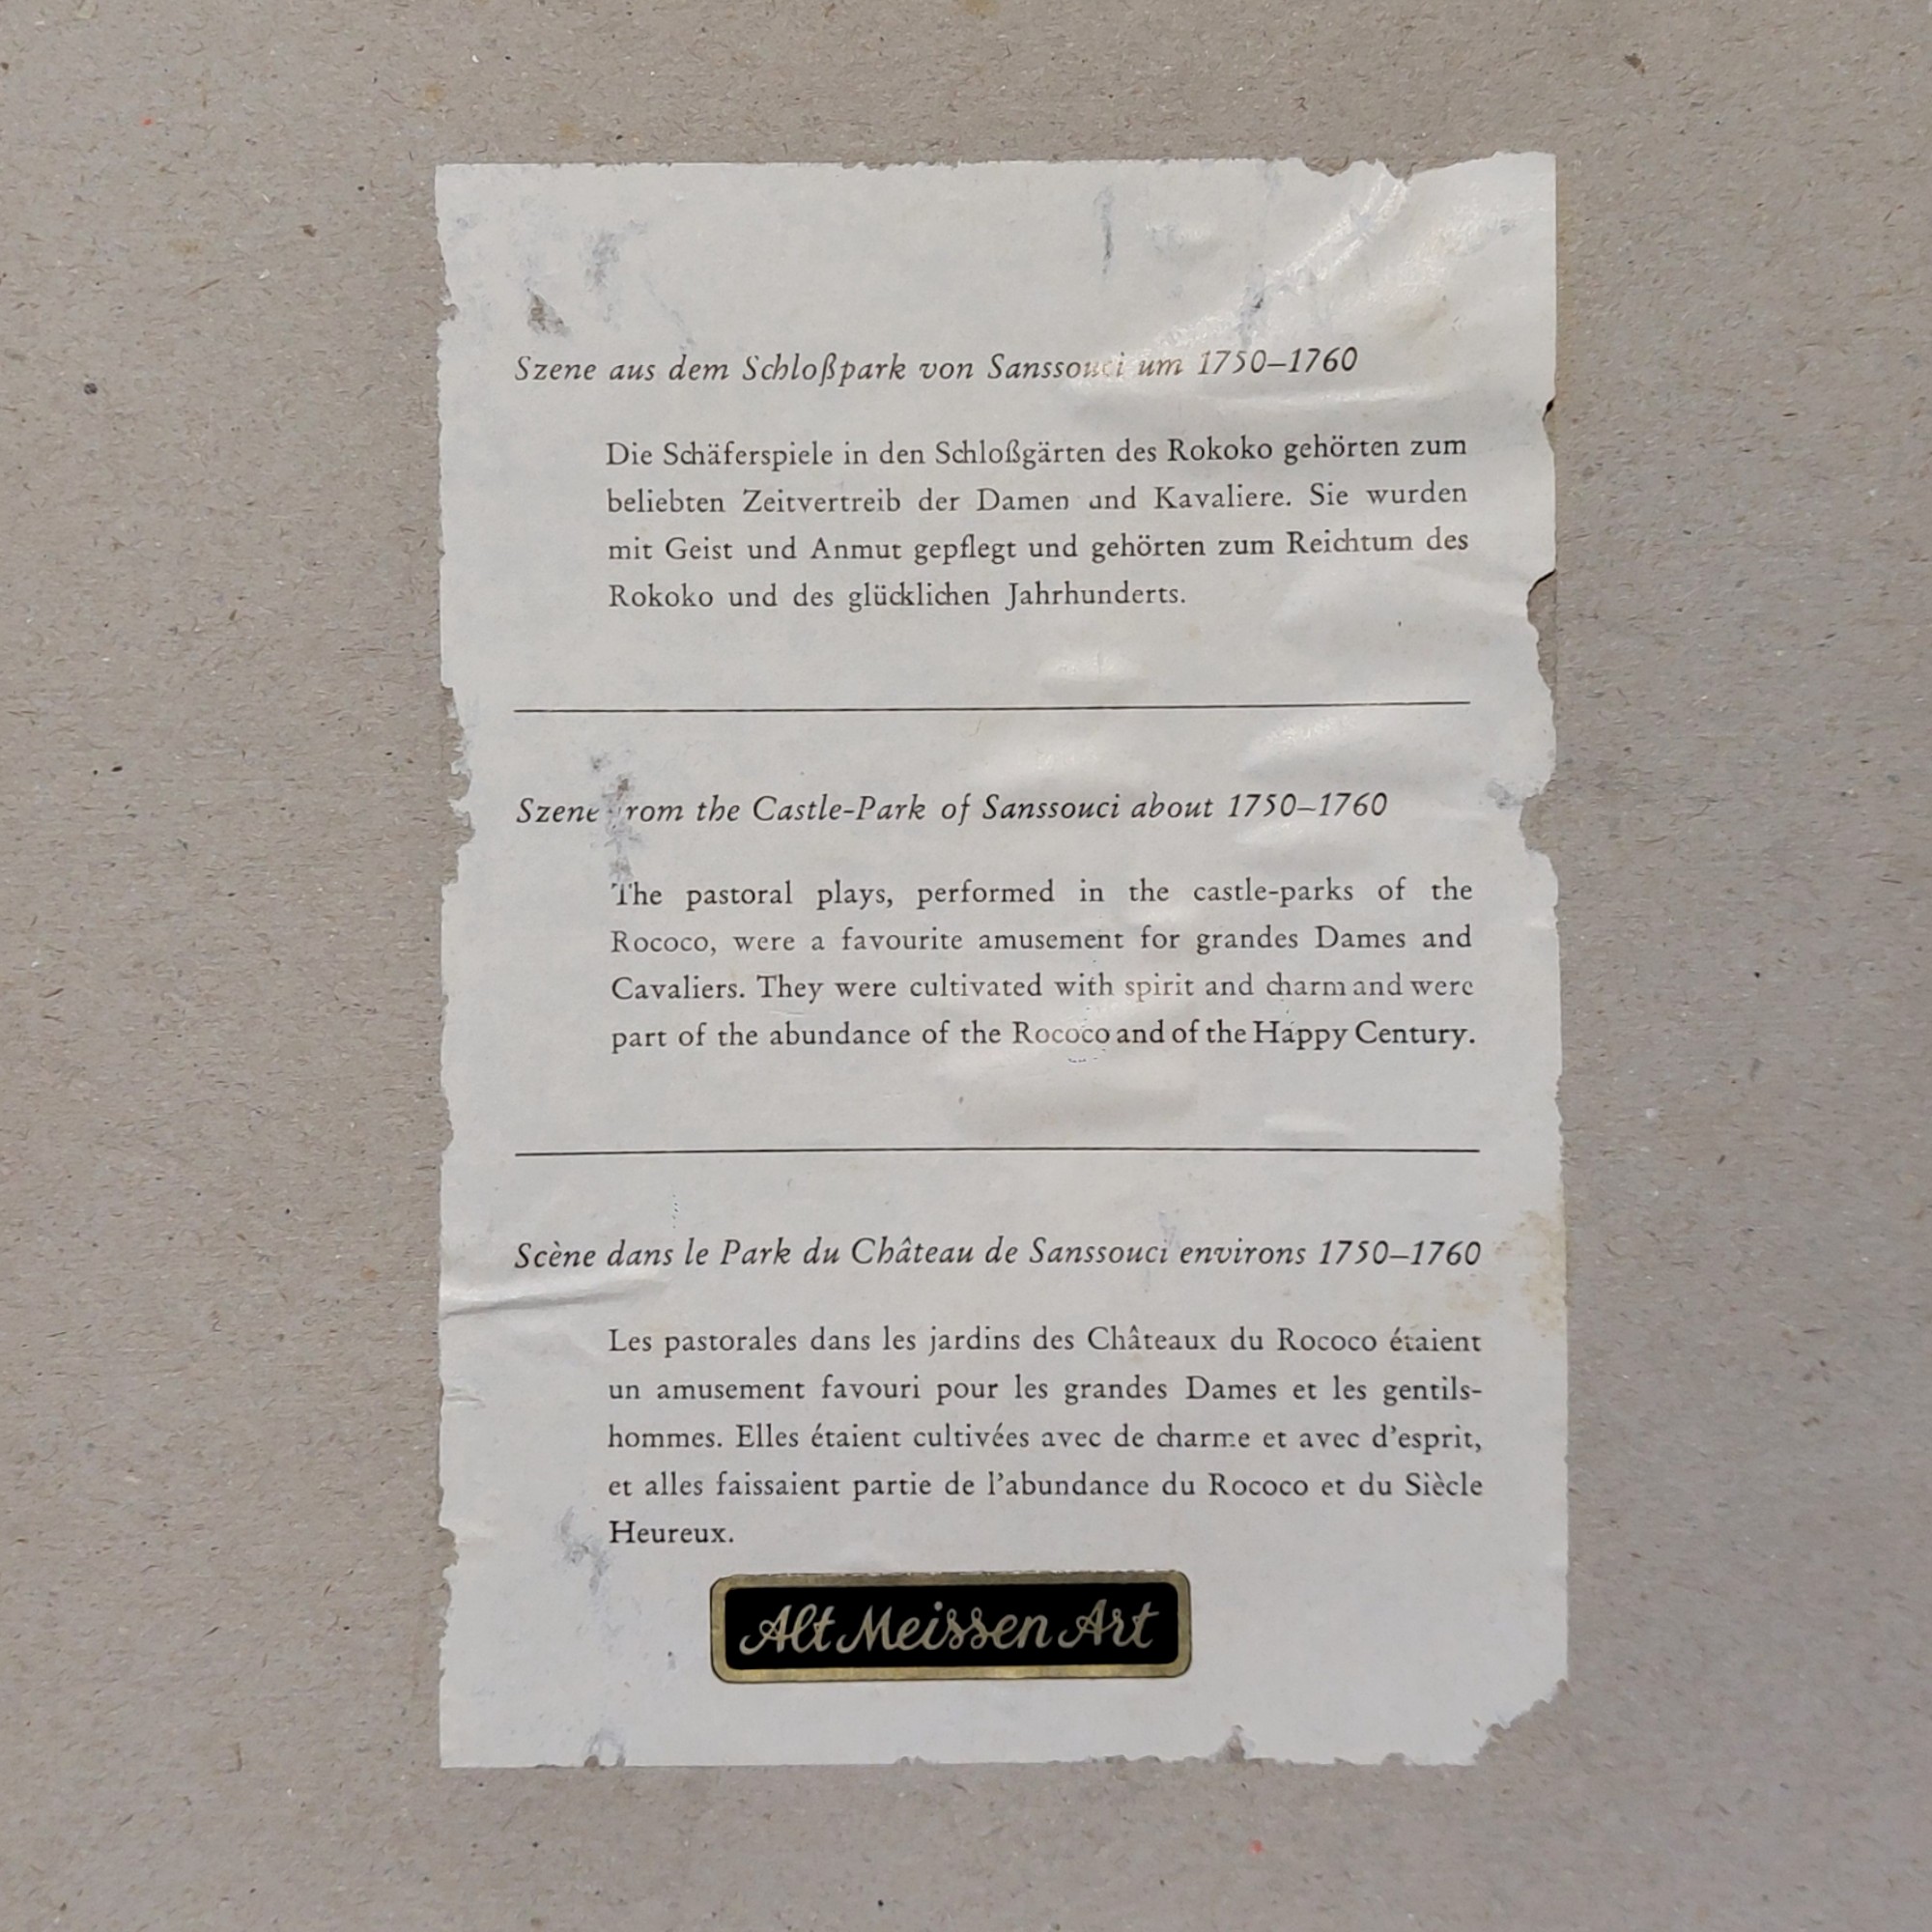 Szene aus dem Schloßpark von Sanssouci um 1750–1760
Die Schäferspiele in den Schloßgärten des Rokoko gehörten zum
beliebten Zeitvertreib der Damen und Kavaliere. Sie wurden
mit Geist und Anmut gepflegt und gehörten zum Reichtum des
Rokoko und des glücklichen Jahrhunderts.
Szene from the Castle-Park of Sanssouci about 1750–1760
The pastoral plays, performed in the castle-parks of the
Rococo, were a favourite amusement for grandes Dames and
Cavaliers. They were cultivated with spirit and charm and were
part of the abundance of the Rococo and of the Happy Century.
Scène dans le Park du Château de Sanssouci environs 1750–1760
Les pastorales dans les jardins des Châteaux du Rococo étaient
un amusement favouri pour les grandes Dames et les gentils-
hommes. Elles étaient cultivées avec de charme et avec d'esprit,
et alles faissaient partie de l'abundance du Rococo et du Siècle
Heureux.
Alt Meissen Art